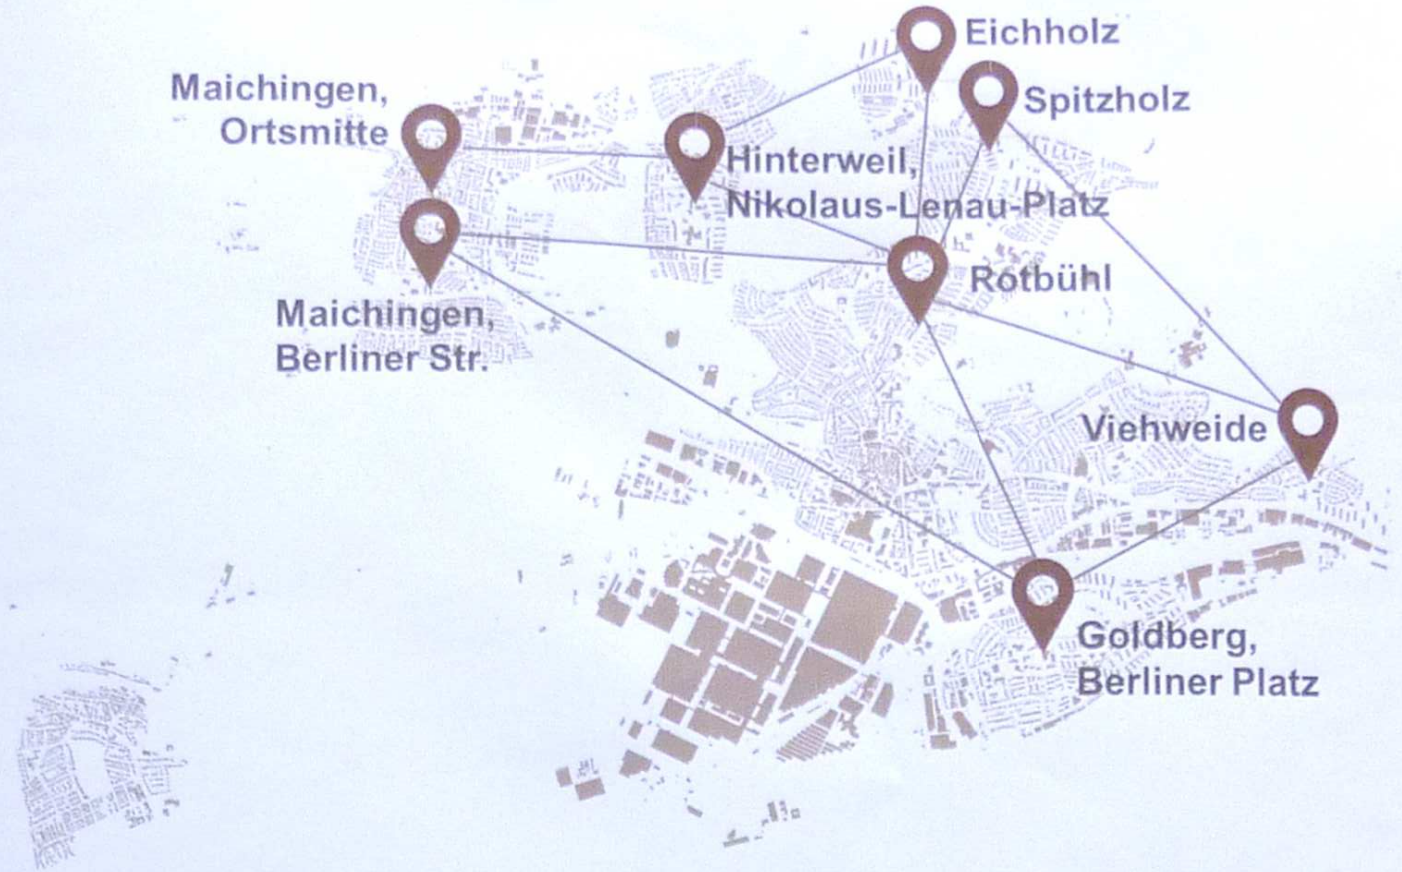 Eichholz
Maichingen,
Ortsmitte
Spitzholz
Hinterweil,
Nikolaus-Lenau-Platz
Rotbühl
Maichingen,
Berliner Str.
Viehweide
Goldberg,
Berliner Platz